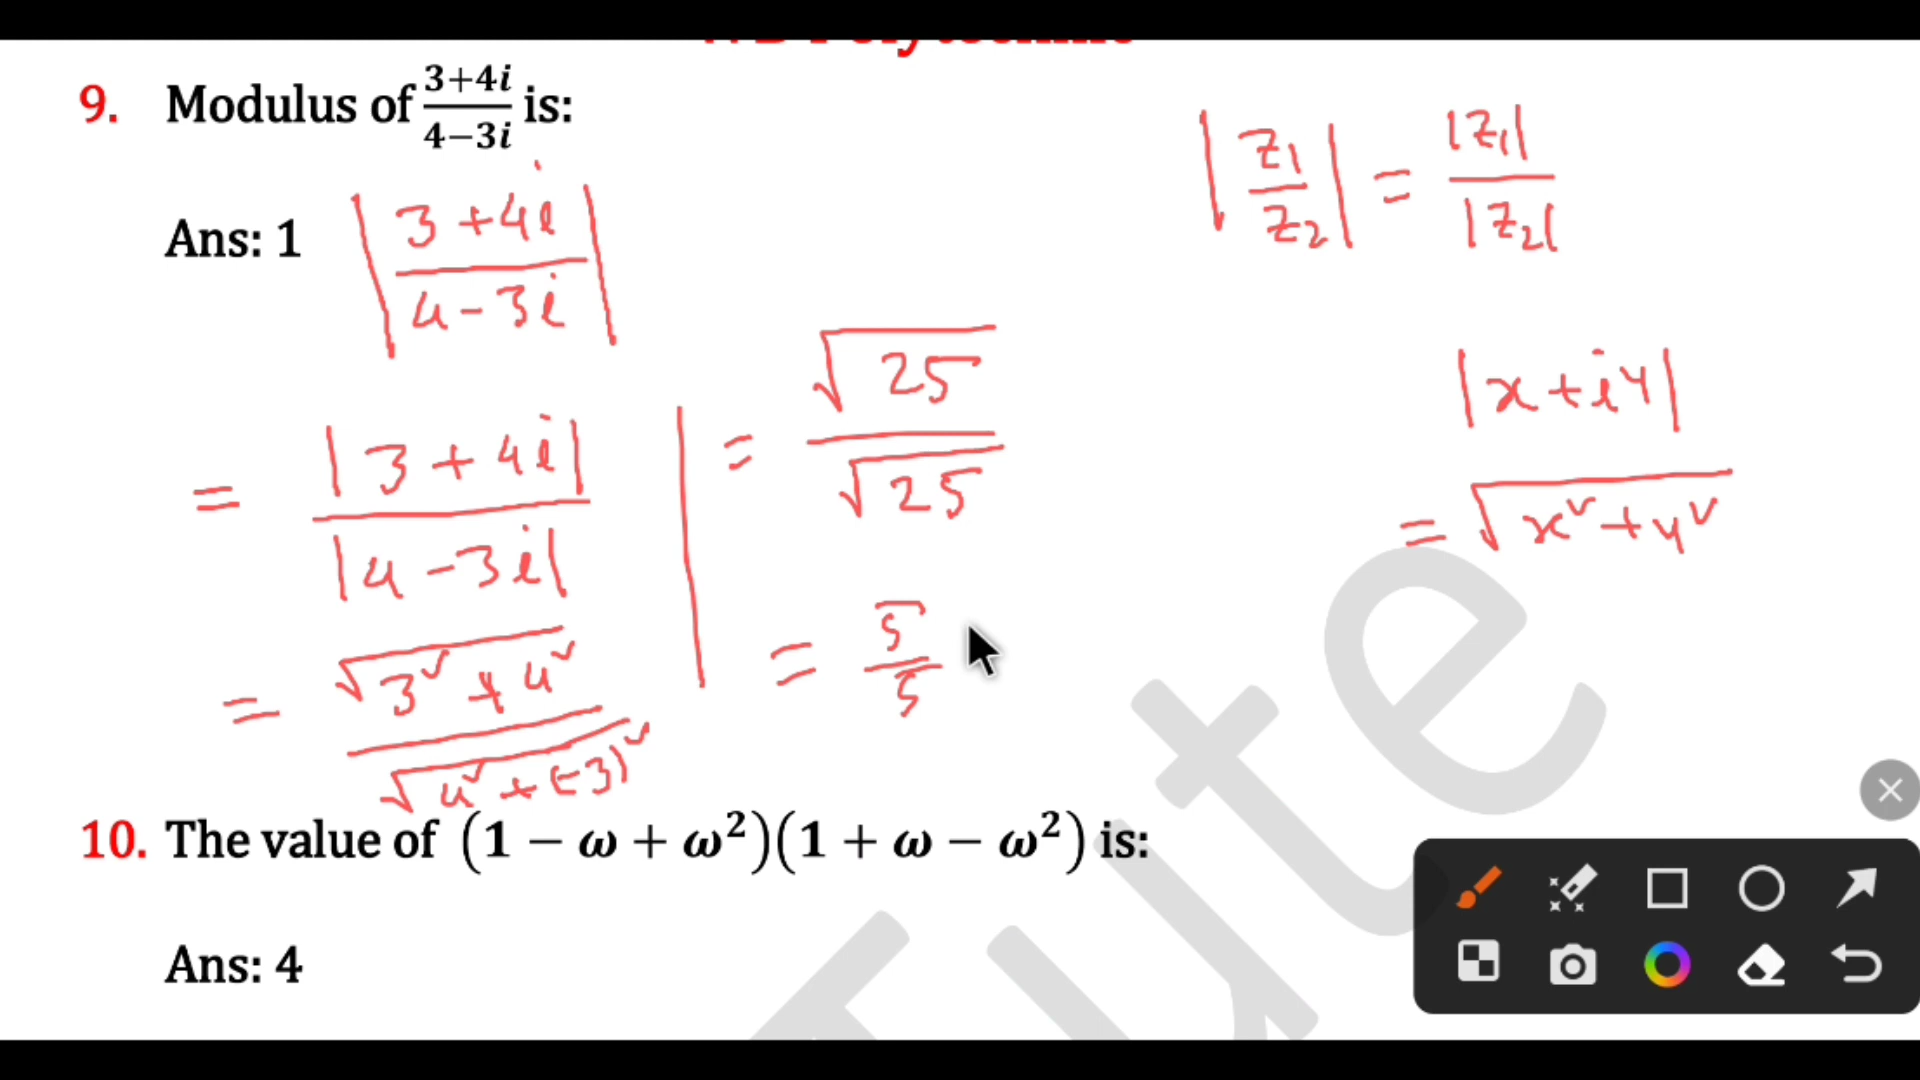 9. Modulus of (3+4i)/(4−3i) is:
Ans: 1
|(3+4i)/(4-3i)|
|z1/z2| = |z1|/|z2|
= |3+4i|/|4-3i|
= √25/√25
|x+iy|
= √(x²+y²)
= √(3²+4²)/√(4²+(-3)²)
= 5/5
10. The value of (1 − ω + ω²)(1 + ω − ω²) is:
Ans: 4
Tute